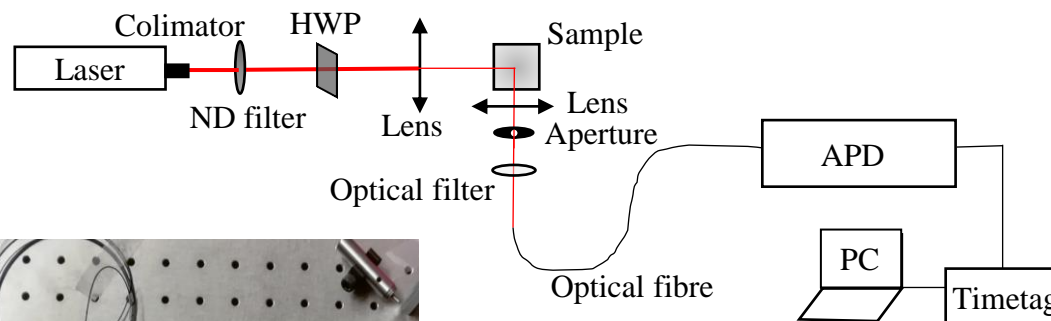 Colimator
HWP
Sample
Laser
ND filter
Lens
Lens
Aperture
Optical filter
APD
Optical fibre
PC
Timetag